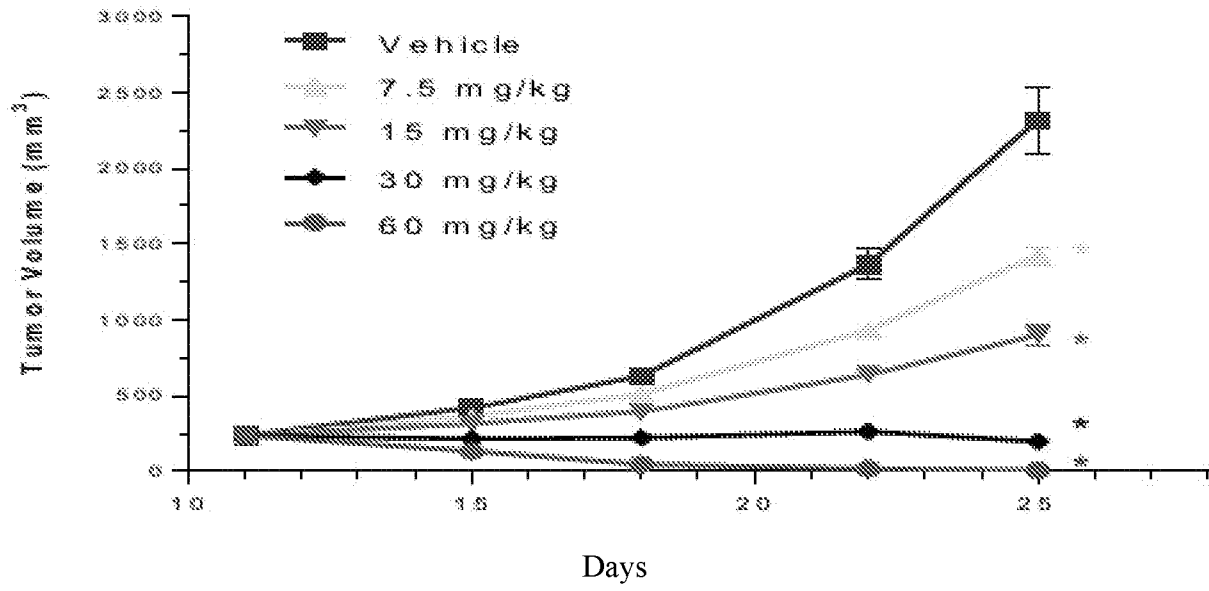 3000
2500
2000
1500
1000
500
0
Tumor Volume (mm³)
Vehicle
7.5 mg/kg
15 mg/kg
30 mg/kg
60 mg/kg
*
*
*
*
10 15 20 25
Days